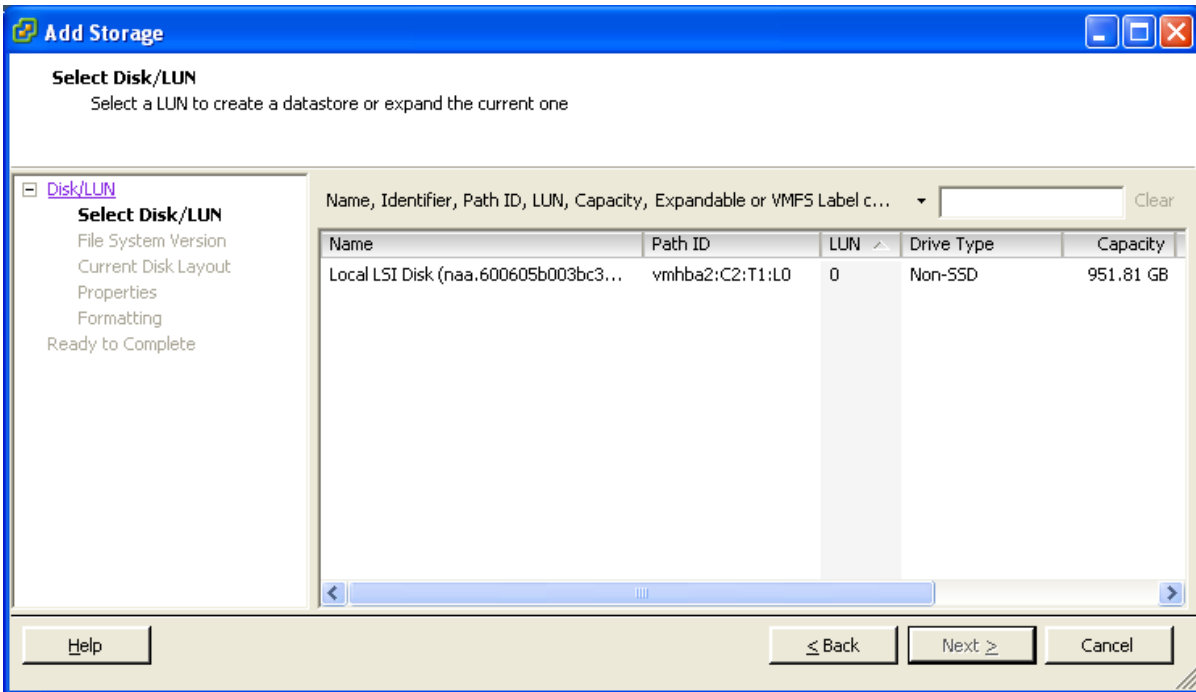 Add Storage
Select Disk/LUN
Select a LUN to create a datastore or expand the current one
Disk/LUN
Select Disk/LUN
File System Version
Current Disk Layout
Properties
Formatting
Ready to Complete
Name, Identifier, Path ID, LUN, Capacity, Expandable or VMFS Label c... Clear
Name Path ID LUN Drive Type Capacity
Local LSI Disk (naa.600605b003bc3... vmhba2:C2:T1:L0 0 Non-SSD 951.81 GB
Help < Back Next > Cancel